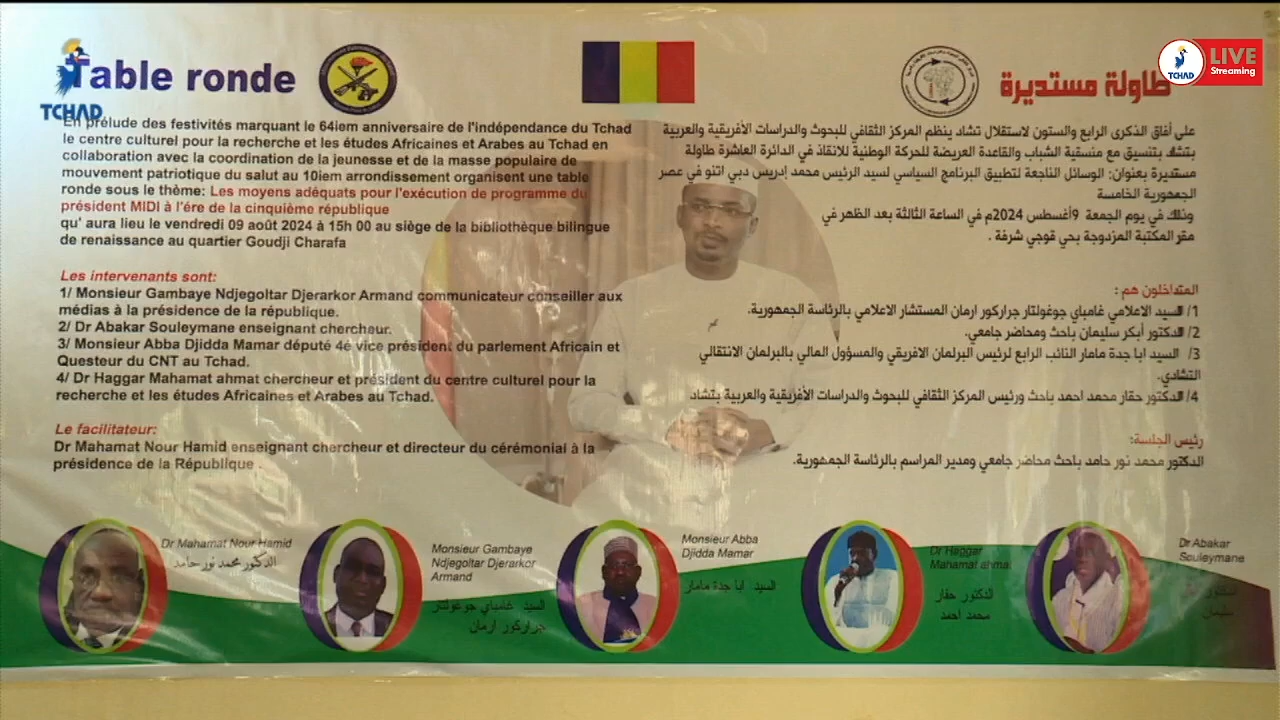 Table ronde
TCHAD
طاولة مستديرة
TCHAD
LIVE
Streaming
En prélude des festivités marquant le 64iem anniversaire de l'indépendance du Tchad
le centre culturel pour la recherche et les études Africaines et Arabes au Tchad en
collaboration avec la coordination de la jeunesse et de la masse populaire de
mouvement patriotique du salut au 10iem arrondissement organisent une table
ronde sous le thème: Les moyens adéquats pour l'exécution de programme du
président MIDI à l'ére de la cinquième république
qu' aura lieu le vendredi 09 août 2024 à 15h 00 au siège de la bibliothèque bilingue
de renaissance au quartier Goudji Charafa
Les intervenants sont:
1/ Monsieur Gambaye Ndjegoltar Djerarkor Armand communicateur conseiller aux
médias à la présidence de la république.
2/ Dr Abakar Souleymane enseignant chercheur.
3/ Monsieur Abba Djidda Mamar député 4é vice président du parlement Africain et
Questeur du CNT au Tchad.
4/ Dr Haggar Mahamat ahmat chercheur et président du centre culturel pour la
recherche et les études Africaines et Arabes au Tchad.
Le facilitateur:
Dr Mahamat Nour Hamid enseignant chercheur et directeur du cérémonial à la
présidence de la République .
على أفاق الذكرى الرابع والستون لاستقلال تشاد ينظم المركز الثقافي للبحوث والدراسات الأفريقية والعربية
بتشاد بتنسيق مع منسقية الشباب والقاعدة العريضة للحركة الوطنية للانقاذ في الدائرة العاشرة طاولة
مستديرة بعنوان: الوسائل الناجعة لتطبيق البرنامج السياسي لسيد الرئيس محمد إدريس دبي اتنو في عصر
الجمهورية الخامسة
وذلك في يوم الجمعة 9أغسطس 2024م في الساعة الثالثة بعد الظهر في
مقر المكتبة المزدوجة بحي قوجي شرفة .
المتداخلون هم :
1/ السيد الاعلامي غامباي جوغولتار جراركور ارمان المستشار الاعلامي بالرئاسة الجمهورية.
2/ الدكتور أبكر سليمان باحث ومحاضر جامعي.
3/ السيد ابا جدة مامار النائب الرابع لرئيس البرلمان الافريقي والمسؤول المالي بالبرلمان الانتقالي
التشادي.
4/ الدكتور حقار محمد احمد باحث ورئيس المركز الثقافي للبحوث والدراسات الأفريقية والعربية بتشاد
رئيس الجلسة:
الدكتور محمد نور حامد باحث محاضر جامعي ومدير المراسم بالرئاسة الجمهورية.
Dr Mahamat Nour Hamid
الدكتور محمد نور حامد
Monsieur Gambaye
Ndjegoltar Djerarkor
Armand
السيد غامباي جوغولتار
جراركور ارمان
Monsieur Abba
Djidda Mamar
السيد ابا جدة مامار
Dr Haggar
Mahamat ahmat
الدكتور حقار
محمد احمد
Dr Abakar
Souleymane
الدكتور
سليمان